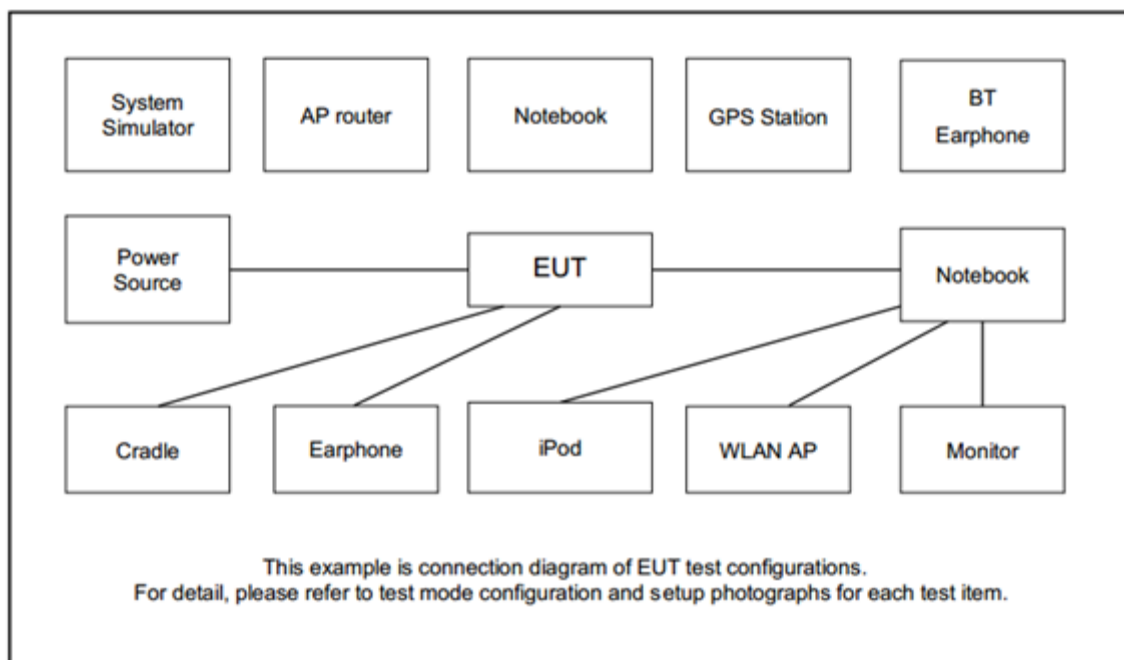 System
Simulator
AP router
Notebook
GPS Station
BT
Earphone
Power
Source
EUT
Notebook
Cradle
Earphone
iPod
WLAN AP
Monitor
This example is connection diagram of EUT test configurations.
For detail, please refer to test mode configuration and setup photographs for each test item.